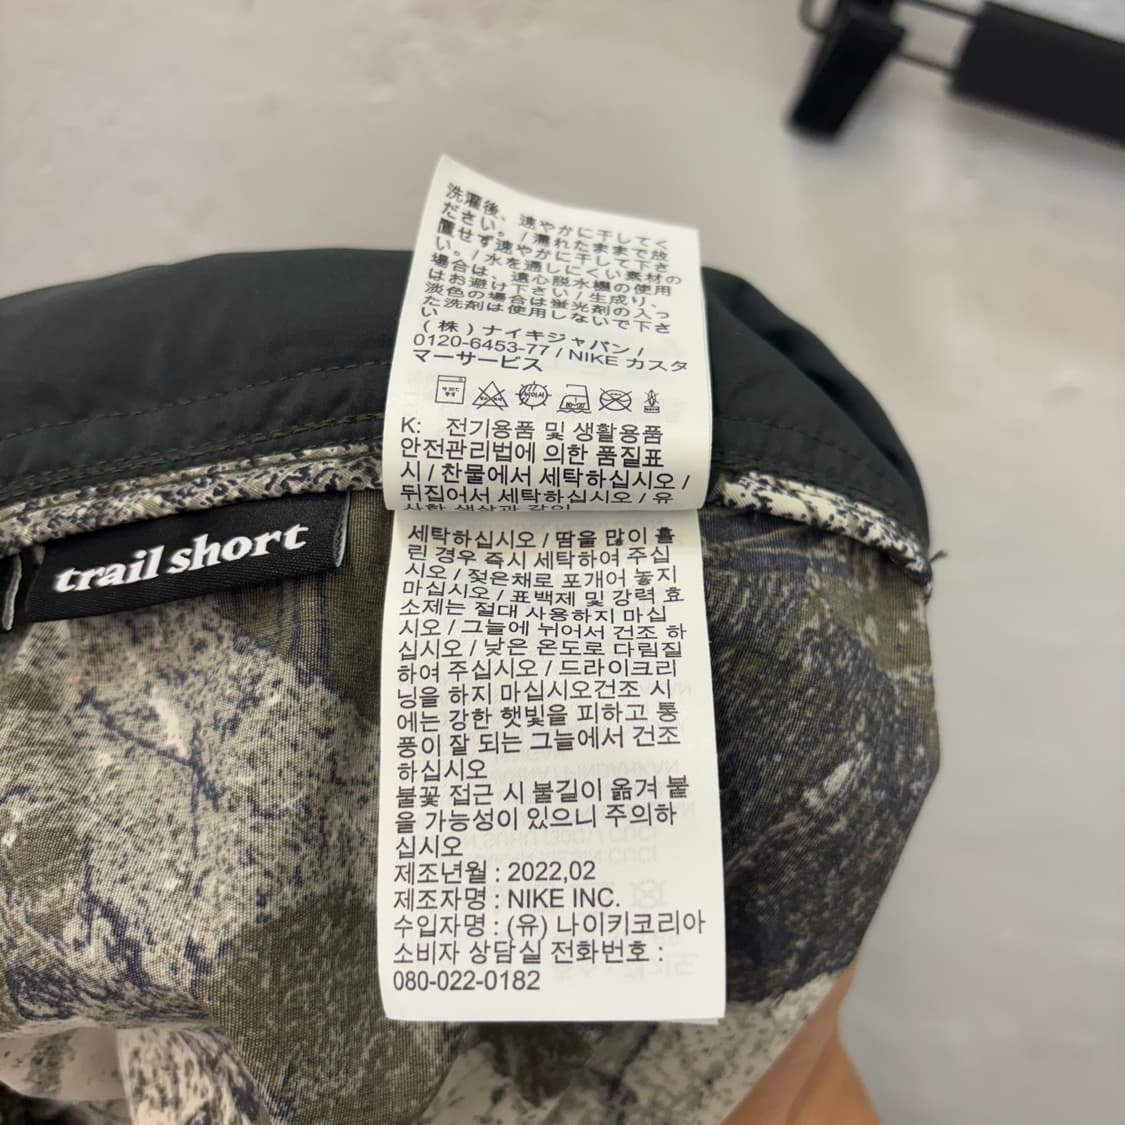 洗濯後、速やかに干してく
ださい。/濡れたままで放
置せず速やかに干して下さ
い。/水を通しにくい素材の
場合は、遠心脱水機の使用
はお避け下さい/生成り、
淡色の場合は蛍光剤の入っ
た洗剤は使用しないで下さ
い
(株)ナイキジャパン/
0120-6453-77 / NIKE カスタ
マーサービス
K: 전기용품 및 생활용품
안전관리법에 의한 품질표
시 / 찬물에서 세탁하십시오 /
뒤집어서 세탁하십시오 / 유
사한 색상과 같이
trail short
세탁하십시오 / 땀을 많이 흘
린 경우 즉시 세탁하여 주십
시오 / 젖은채로 포개어 놓지
마십시오 / 표백제 및 강력 효
소제는 절대 사용하지 마십
시오 / 그늘에 뉘어서 건조 하
십시오 / 낮은 온도로 다림질
하여 주십시오 / 드라이크리
닝을 하지 마십시오건조 시
에는 강한 햇빛을 피하고 통
풍이 잘 되는 그늘에서 건조
하십시오
불꽃 접근 시 불길이 옮겨 붙
을 가능성이 있으니 주의하
십시오
제조년월 : 2022,02
제조자명 : NIKE INC.
수입자명 : (유) 나이키코리아
소비자 상담실 전화번호 :
080-022-0182